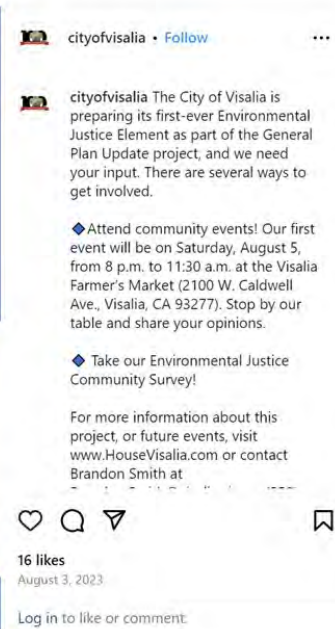 cityofvisalia • Follow
cityofvisalia The City of Visalia is
preparing its first-ever Environmental
Justice Element as part of the General
Plan Update project, and we need
your input. There are several ways to
get involved.
Attend community events! Our first
event will be on Saturday, August 5,
from 8 p.m. to 11:30 a.m. at the Visalia
Farmer's Market (2100 W. Caldwell
Ave., Visalia, CA 93277). Stop by our
table and share your opinions.
Take our Environmental Justice
Community Survey!
For more information about this
project, or future events, visit
www.HouseVisalia.com or contact
Brandon Smith at
16 likes
August 3, 2023
Log in to like or comment.